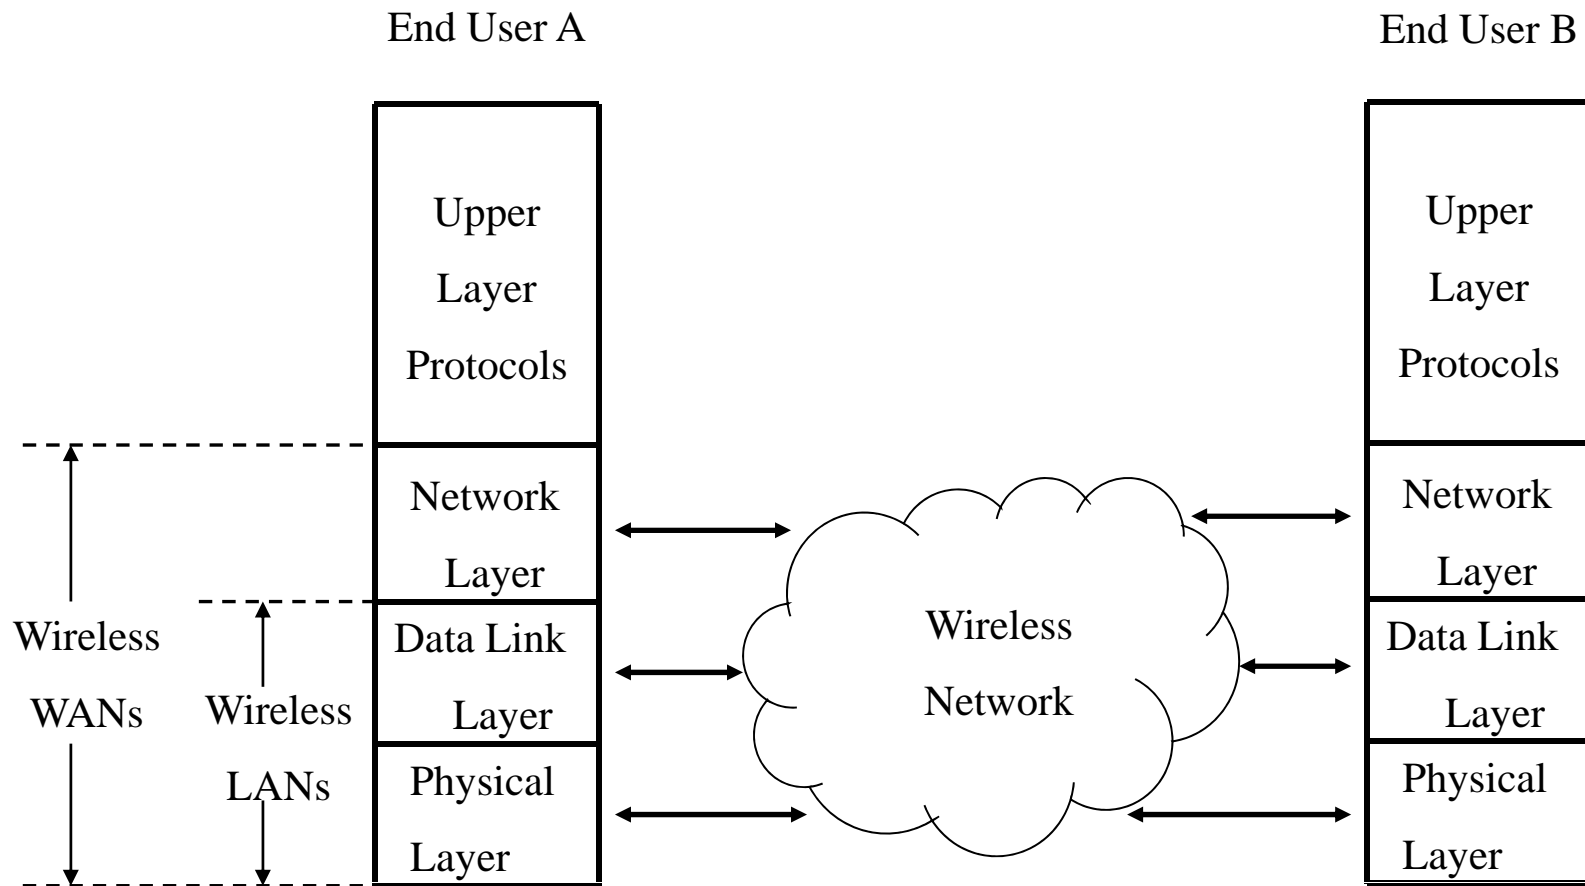 End User A
End User B
Upper
Layer
Protocols
Upper
Layer
Protocols
Network
Layer
Network
Layer
Wireless
WANs
Wireless
LANs
Data Link
Layer
Wireless
Network
Data Link
Layer
Physical
Layer
Physical
Layer